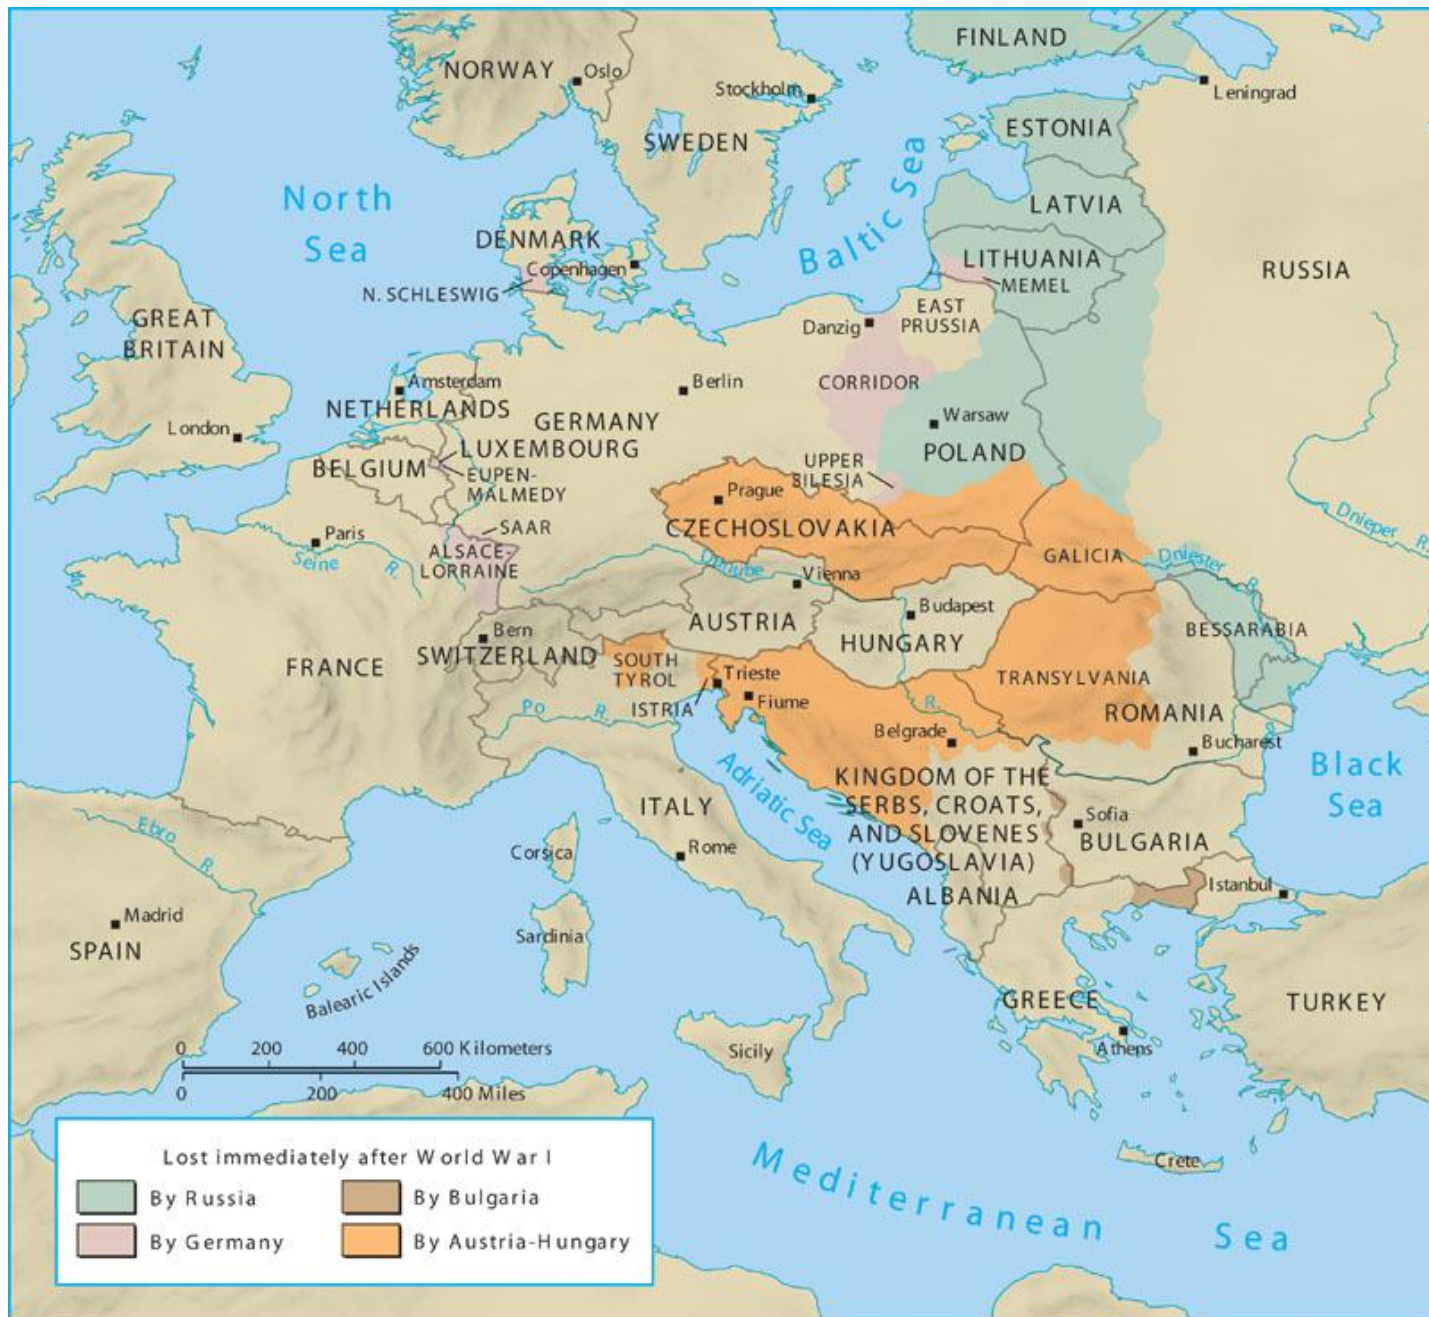 FINLAND
NORWAY
Oslo
Stockholm
Leningrad
SWEDEN
ESTONIA
North
Sea
Baltic Sea
LATVIA
DENMARK
Copenhagen
LITHUANIA
MEMEL
RUSSIA
N. SCHLESWIG
EAST
PRUSSIA
GREAT
BRITAIN
Danzig
Amsterdam
NETHERLANDS
Berlin
CORRIDOR
London
GERMANY
Warsaw
LUXEMBOURG
POLAND
BELGIUM
EUPEN-
MALMEDY
UPPER
SILESIA
Prague
Dnieper R.
Paris
SAAR
CZECHOSLOVAKIA
Seine R.
ALSACE-
LORRAINE
GALICIA
Danube
Vienna
Dniester R.
Budapest
AUSTRIA
HUNGARY
BESSARABIA
Bern
SWITZERLAND
FRANCE
SOUTH
TYROL
Trieste
TRANSYLVANIA
ISTRIA
Fiume
R.
Po R.
ROMANIA
Belgrade
Bucharest
Adriatic Sea
Black
Sea
KINGDOM OF THE
SERBS, CROATS,
AND SLOVENES
(YUGOSLAVIA)
ITALY
Ebro R.
Sofia
BULGARIA
Corsica
Rome
ALBANIA
Istanbul
Madrid
SPAIN
Sardinia
Balearic Islands
GREECE
TURKEY
Athens
Sicily
0 200 400 600 Kilometers
0 200 400 Miles
Crete
Mediterranean Sea
Lost immediately after World War I
By Russia
By Bulgaria
By Germany
By Austria-Hungary